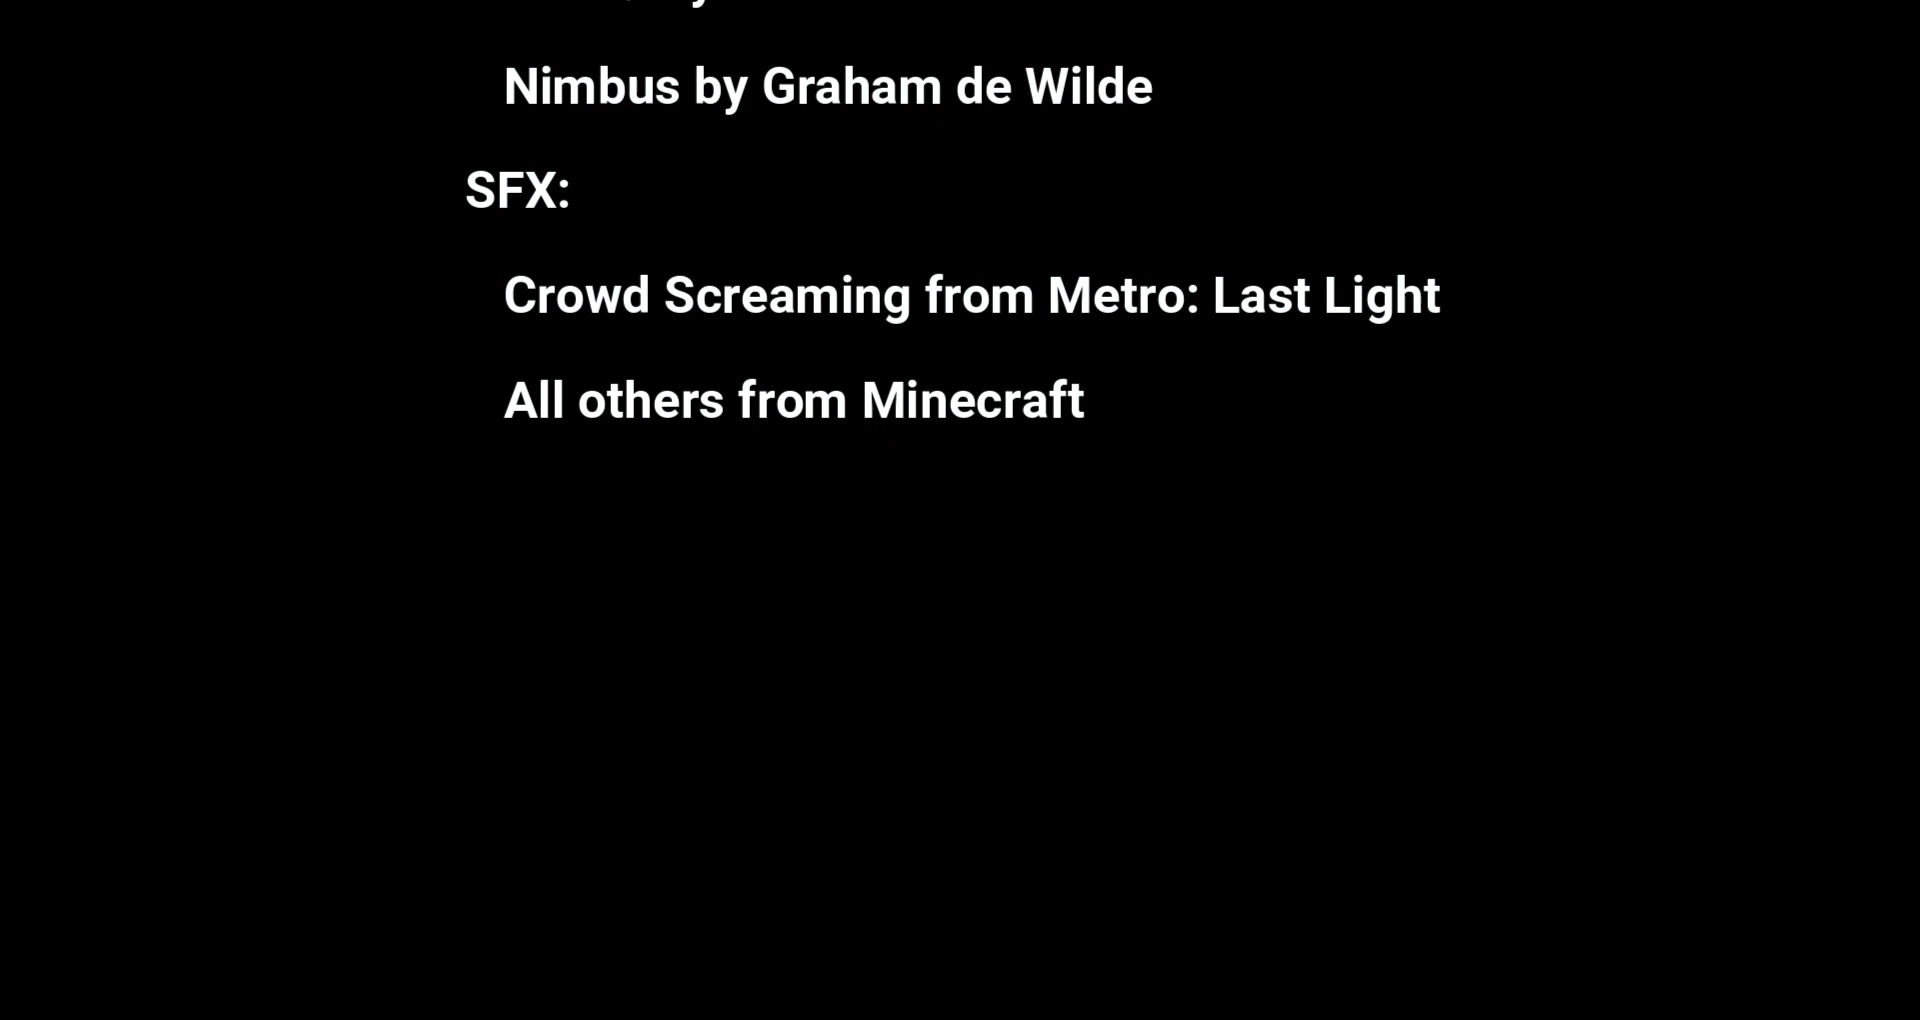 Nimbus by Graham de Wilde
SFX:
Crowd Screaming from Metro: Last Light
All others from Minecraft